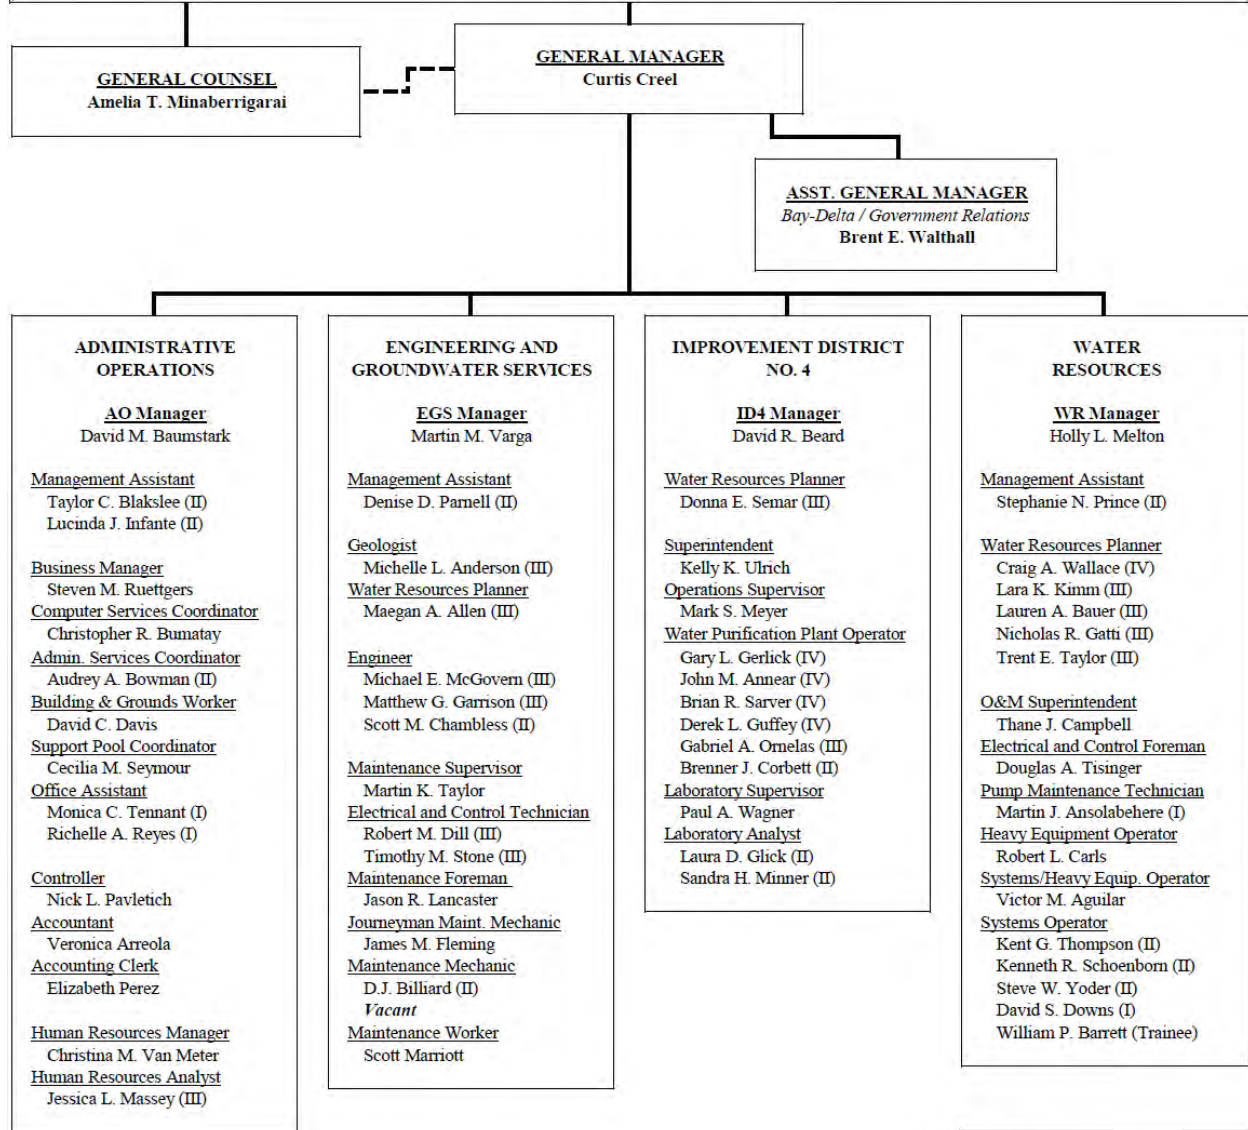 GENERAL COUNSEL
Amelia T. Minaberrigarai
GENERAL MANAGER
Curtis Creel
ASST. GENERAL MANAGER
Bay-Delta / Government Relations
Brent E. Walthall
ADMINISTRATIVE
OPERATIONS
AO Manager
David M. Baumstark
Management Assistant
Taylor C. Blakslee (II)
Lucinda J. Infante (II)
Business Manager
Steven M. Ruettgers
Computer Services Coordinator
Christopher R. Bumatay
Admin. Services Coordinator
Audrey A. Bowman (II)
Building & Grounds Worker
David C. Davis
Support Pool Coordinator
Cecilia M. Seymour
Office Assistant
Monica C. Tennant (I)
Richelle A. Reyes (I)
Controller
Nick L. Pavletich
Accountant
Veronica Arreola
Accounting Clerk
Elizabeth Perez
Human Resources Manager
Christina M. Van Meter
Human Resources Analyst
Jessica L. Massey (III)
ENGINEERING AND
GROUNDWATER SERVICES
EGS Manager
Martin M. Varga
Management Assistant
Denise D. Parnell (II)
Geologist
Michelle L. Anderson (III)
Water Resources Planner
Maegan A. Allen (III)
Engineer
Michael E. McGovern (III)
Matthew G. Garrison (III)
Scott M. Chambless (II)
Maintenance Supervisor
Martin K. Taylor
Electrical and Control Technician
Robert M. Dill (III)
Timothy M. Stone (III)
Maintenance Foreman
Jason R. Lancaster
Journeyman Maint. Mechanic
James M. Fleming
Maintenance Mechanic
D.J. Billiard (II)
Vacant
Maintenance Worker
Scott Marriott
IMPROVEMENT DISTRICT
NO. 4
ID4 Manager
David R. Beard
Water Resources Planner
Donna E. Semar (III)
Superintendent
Kelly K. Ulrich
Operations Supervisor
Mark S. Meyer
Water Purification Plant Operator
Gary L. Gerlick (IV)
John M. Annear (IV)
Brian R. Sarver (IV)
Derek L. Guffey (IV)
Gabriel A. Ornelas (III)
Brenner J. Corbett (II)
Laboratory Supervisor
Paul A. Wagner
Laboratory Analyst
Laura D. Glick (II)
Sandra H. Minner (II)
WATER
RESOURCES
WR Manager
Holly L. Melton
Management Assistant
Stephanie N. Prince (II)
Water Resources Planner
Craig A. Wallace (IV)
Lara K. Kimm (III)
Lauren A. Bauer (III)
Nicholas R. Gatti (III)
Trent E. Taylor (III)
O&M Superintendent
Thane J. Campbell
Electrical and Control Foreman
Douglas A. Tisinger
Pump Maintenance Technician
Martin J. Ansolabehere (I)
Heavy Equipment Operator
Robert L. Carls
Systems/Heavy Equip. Operator
Victor M. Aguilar
Systems Operator
Kent G. Thompson (II)
Kenneth R. Schoenborn (II)
Steve W. Yoder (II)
David S. Downs (I)
William P. Barrett (Trainee)